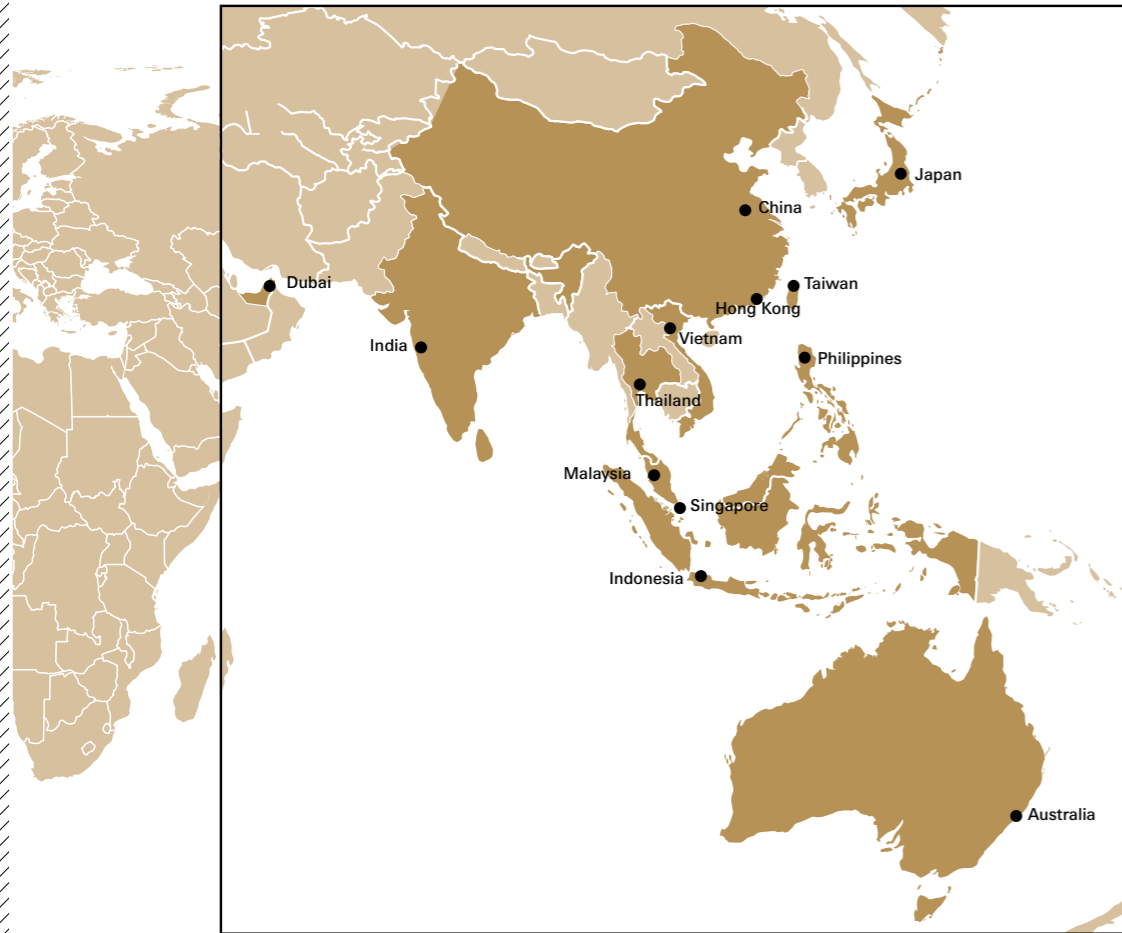 Japan
China
Dubai
Taiwan
Hong Kong
Vietnam
India
Philippines
Thailand
Malaysia
Singapore
Indonesia
Australia